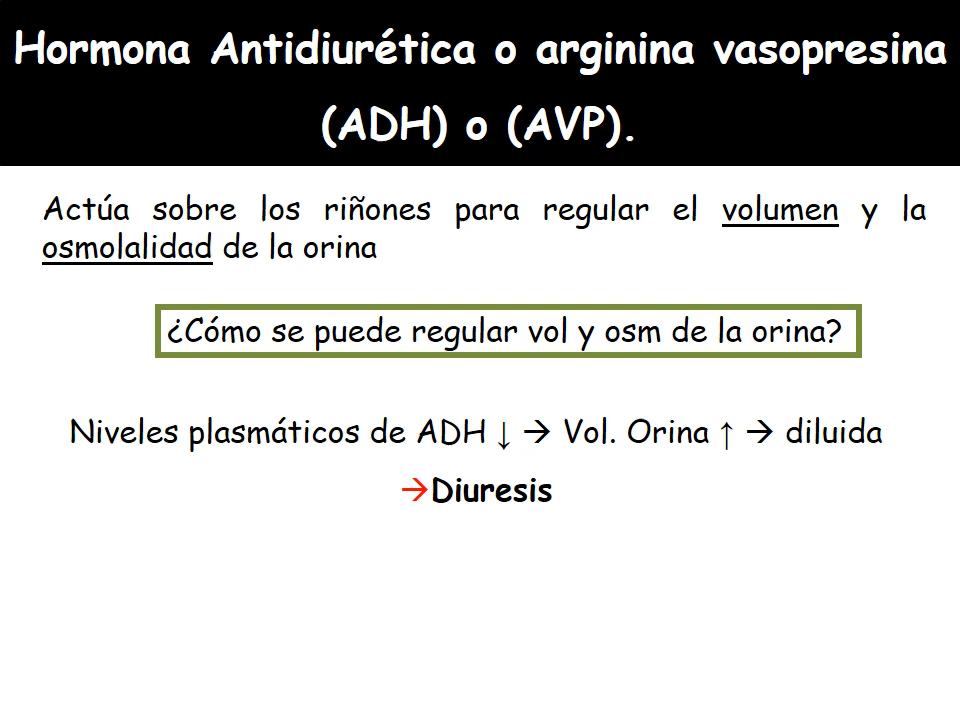 Hormona Antidiurética o arginina vasopresina
(ADH) o (AVP).
Actúa sobre los riñones para regular el volumen y la
osmolalidad de la orina
¿Cómo se puede regular vol y osm de la orina?
Niveles plasmáticos de ADH ↓ → Vol. Orina ↑ → diluida
→Diuresis